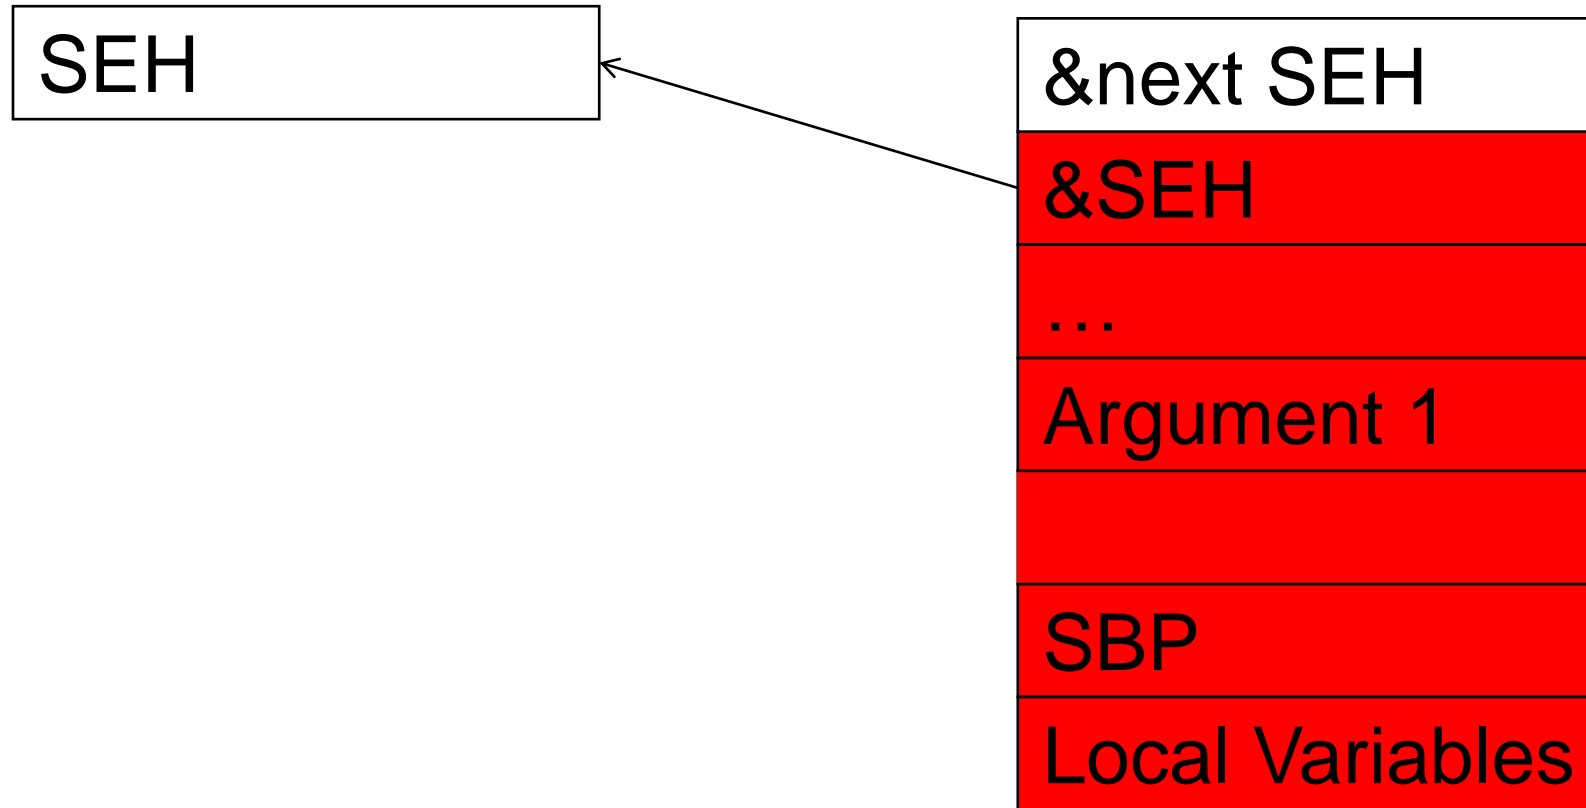 SEH
&next SEH
&SEH
…
Argument 1
SBP
Local Variables